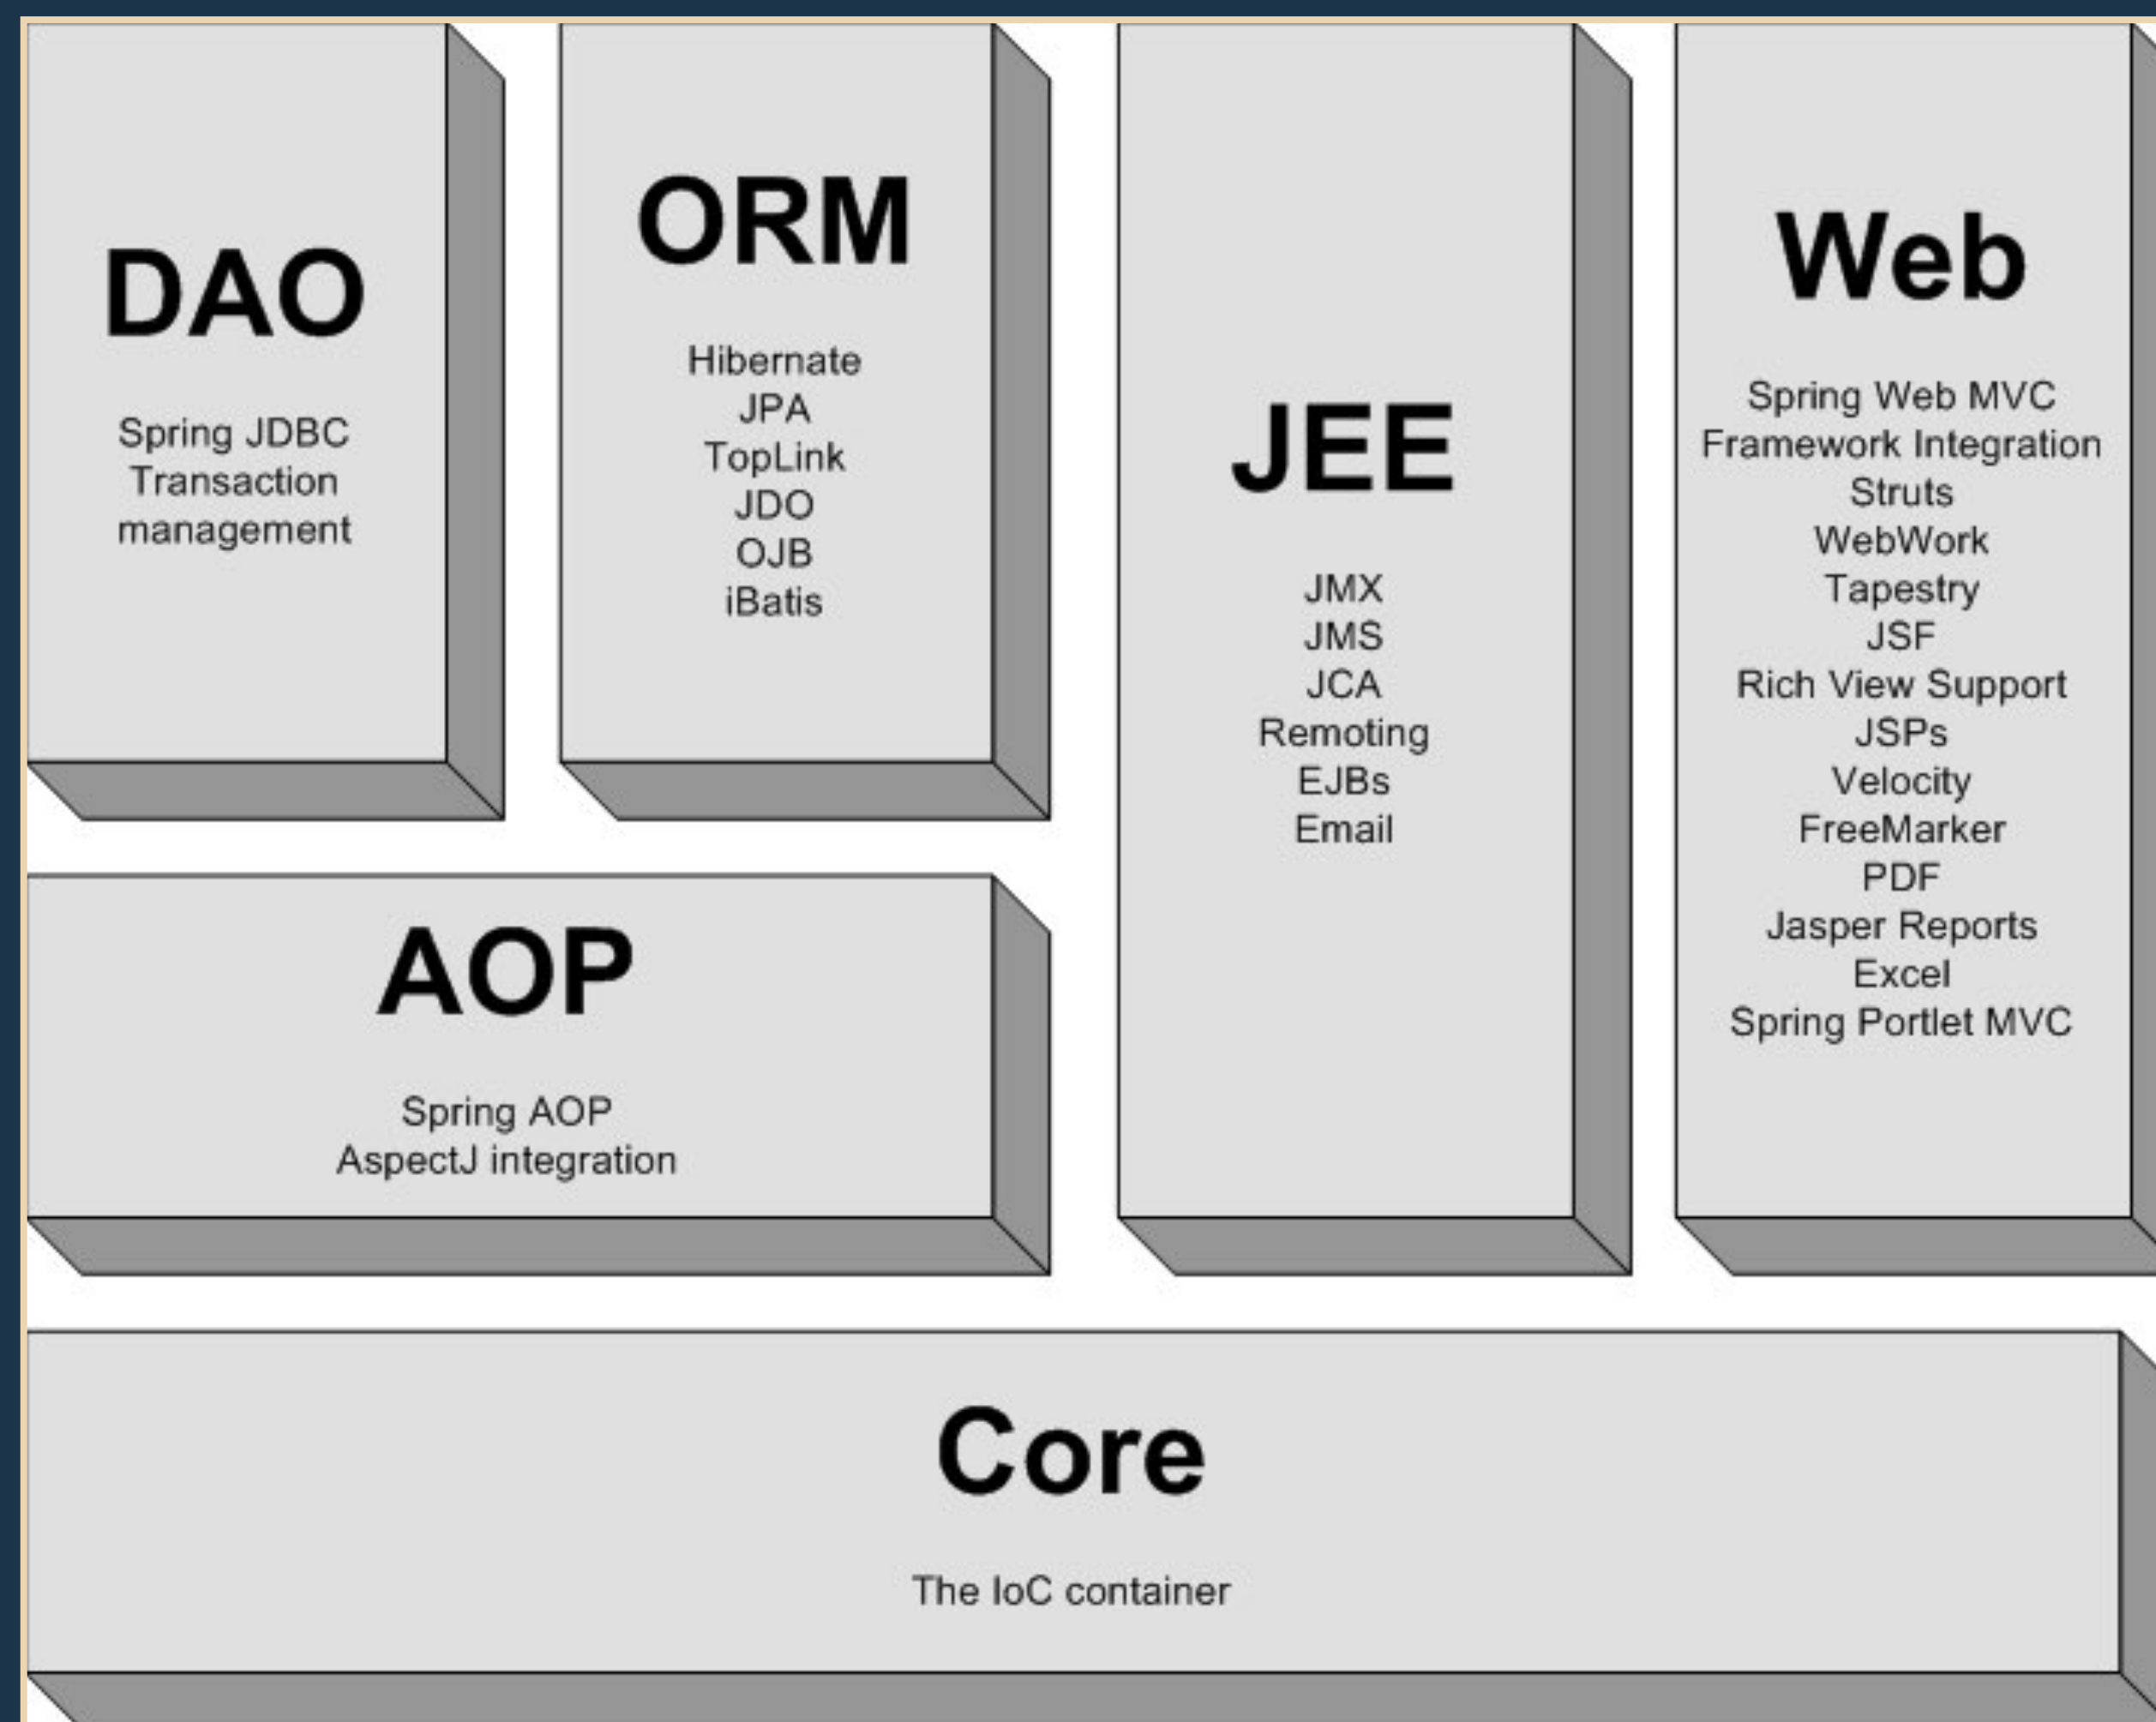 DAO
Spring JDBC
Transaction
management
ORM
Hibernate
JPA
TopLink
JDO
OJB
iBatis
JEE
JMX
JMS
JCA
Remoting
EJBs
Email
Web
Spring Web MVC
Framework Integration
Struts
WebWork
Tapestry
JSF
Rich View Support
JSPs
Velocity
FreeMarker
PDF
Jasper Reports
Excel
Spring Portlet MVC
AOP
Spring AOP
AspectJ integration
Core
The IoC container